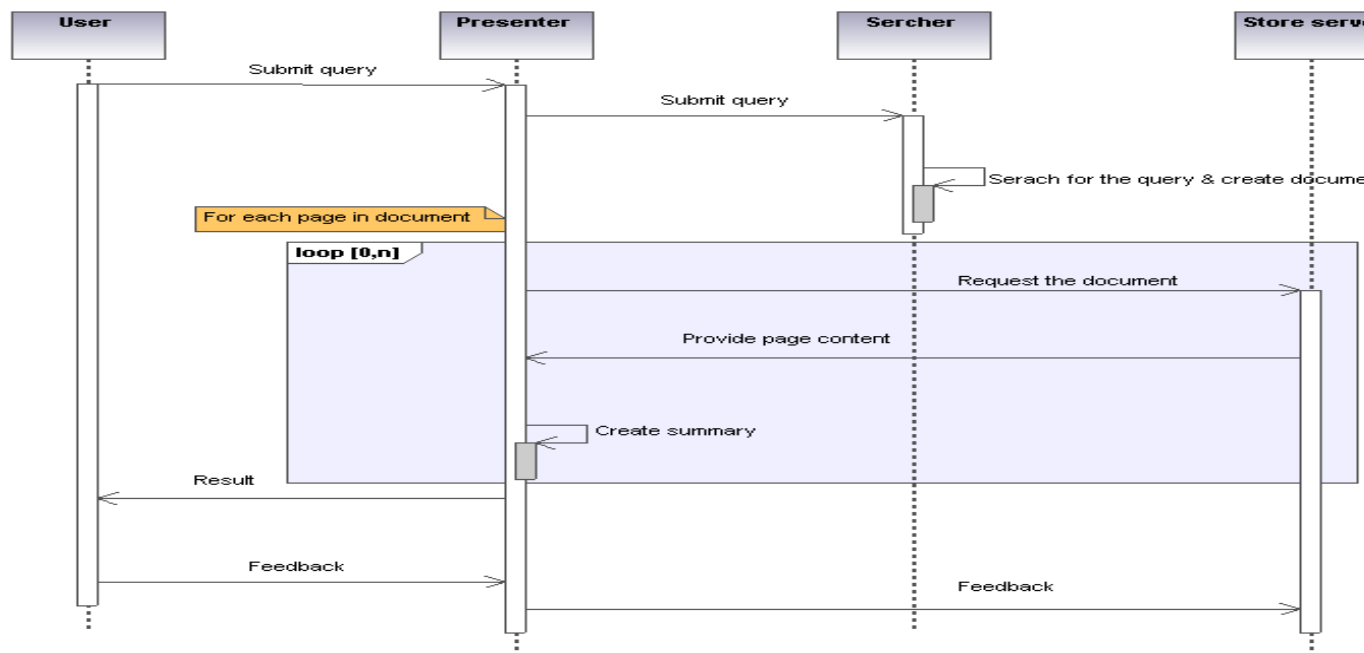 User
Presenter
Sercher
Store serve
Submit query
Submit query
Serach for the query & create docume
For each page in document
loop [0,n]
Request the document
Provide page content
Create summary
Result
Feedback
Feedback